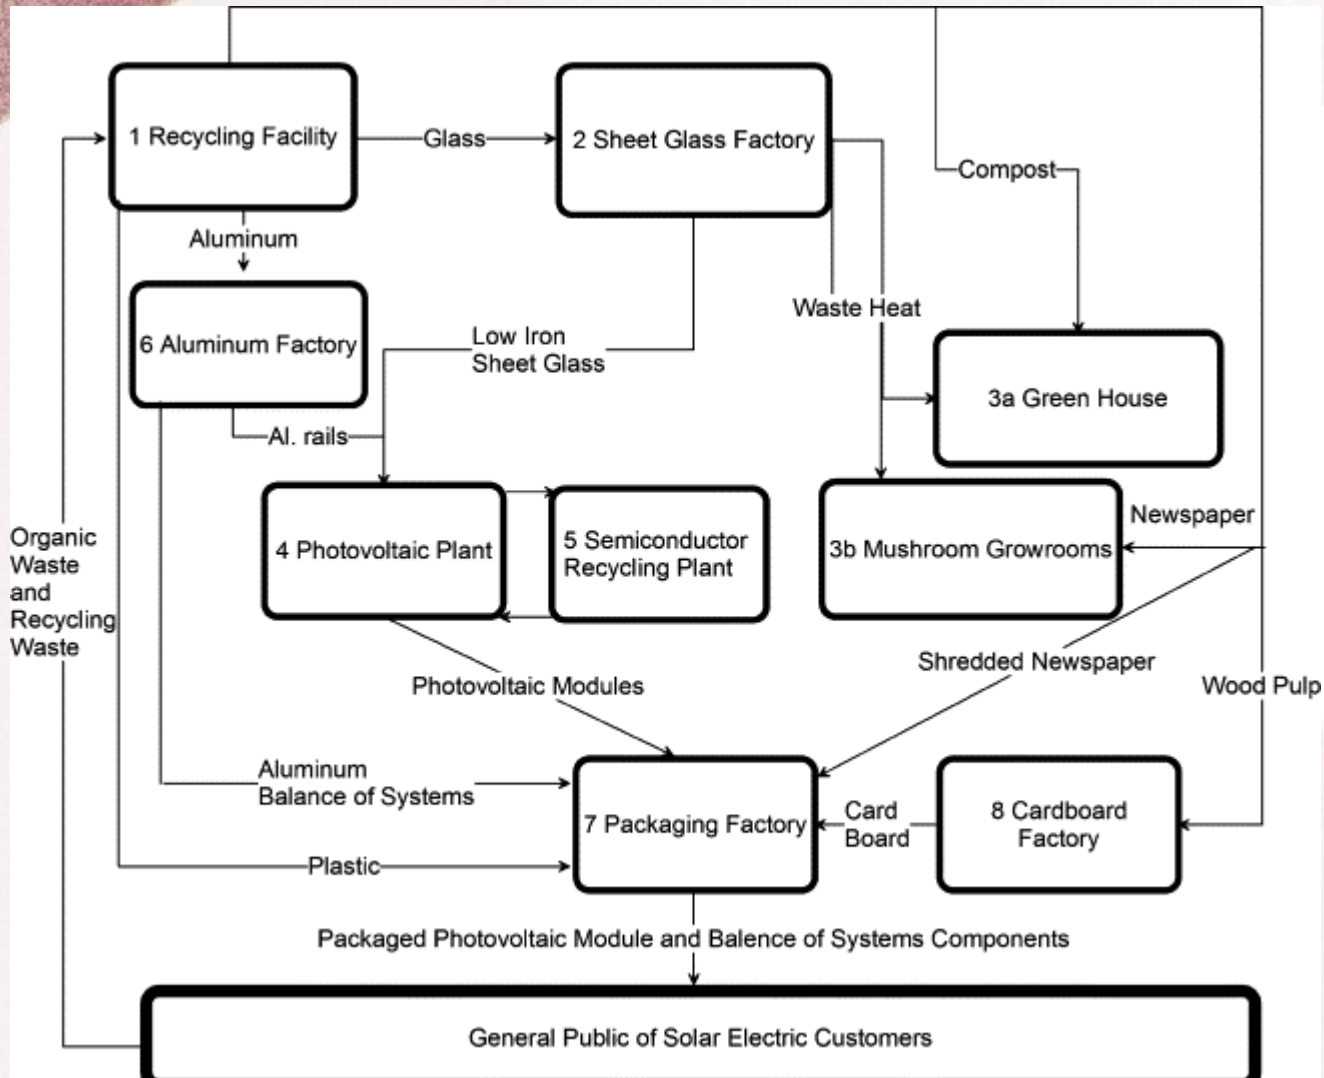 1 Recycling Facility
Glass
2 Sheet Glass Factory
Compost
Aluminum
Waste Heat
6 Aluminum Factory
Low Iron
Sheet Glass
3a Green House
Al. rails
4 Photovoltaic Plant
5 Semiconductor
Recycling Plant
3b Mushroom Growrooms
Newspaper
Organic
Waste
and
Recycling
Waste
Photovoltaic Modules
Shredded Newspaper
Wood Pulp
Aluminum
Balance of Systems
7 Packaging Factory
Card
Board
8 Cardboard
Factory
Plastic
Packaged Photovoltaic Module and Balence of Systems Components
General Public of Solar Electric Customers